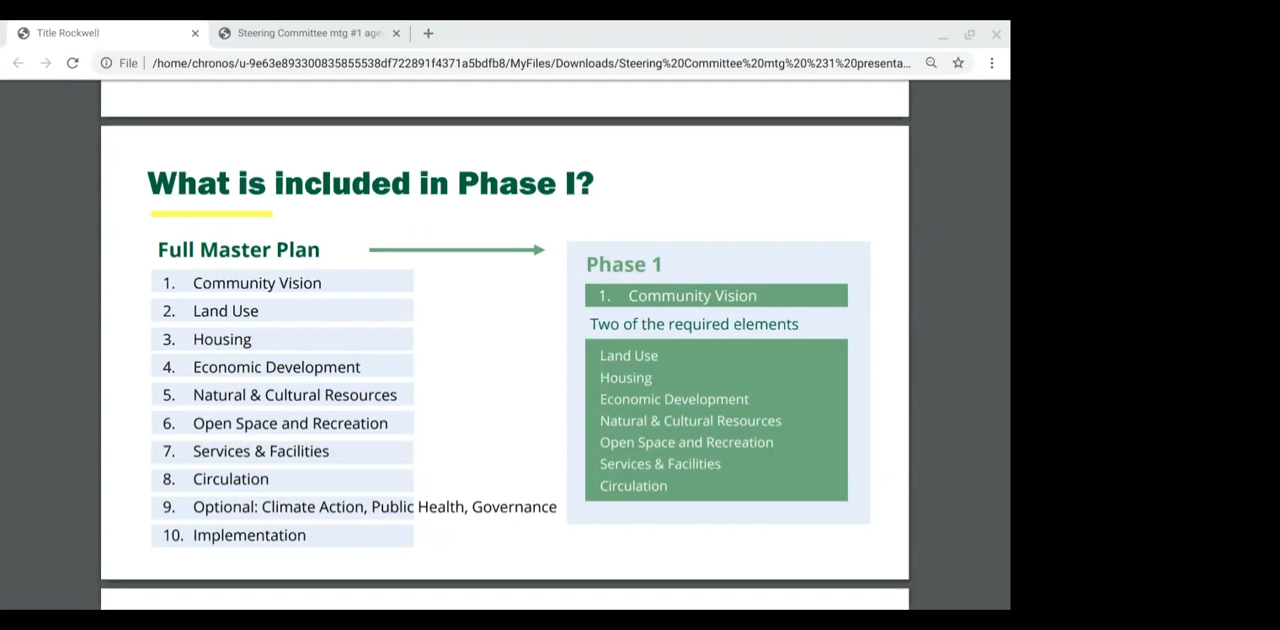 Title Rockwell
Steering Committee mtg #1 age
File
/home/chronos/u-9e63e893300835855538df722891f4371a5bdfb8/MyFiles/Downloads/Steering%20Committee%20mtg%20%231%20presenta...
What is included in Phase I?
Full Master Plan
1. Community Vision
2. Land Use
3. Housing
4. Economic Development
5. Natural & Cultural Resources
6. Open Space and Recreation
7. Services & Facilities
8. Circulation
9. Optional: Climate Action, Public Health, Governance
10. Implementation
Phase 1
1. Community Vision
Two of the required elements
Land Use
Housing
Economic Development
Natural & Cultural Resources
Open Space and Recreation
Services & Facilities
Circulation